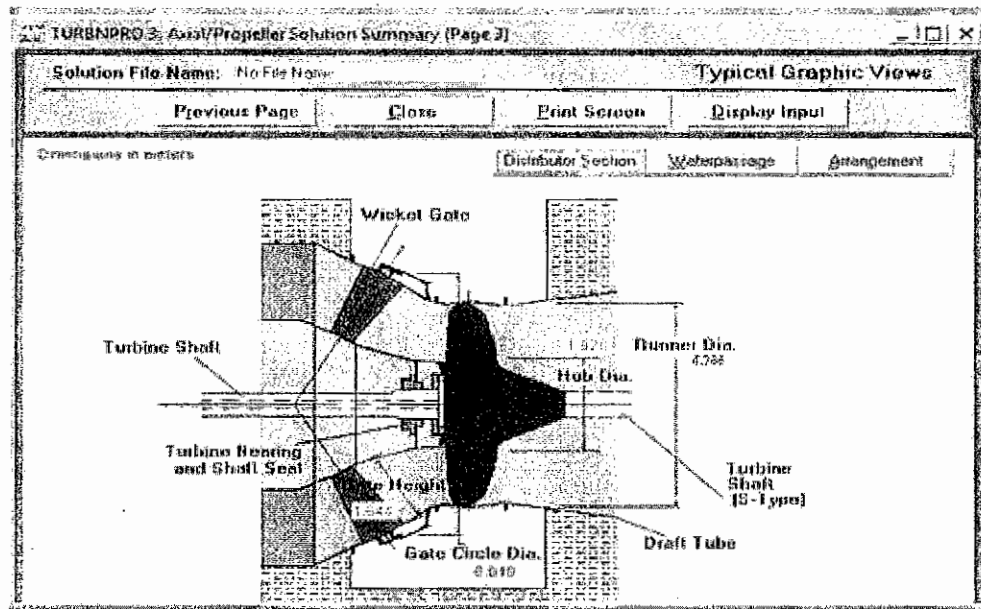 TURBNPRO 3: Axial/Propeller Solution Summary (Page 3)
Solution File Name: No File Name
Typical Graphic Views
Previous Page Close Print Screen Display Input
Dimensions in meters
Distributor Section Waterpassage Arrangement
Wicket Gate
Turbine Shaft
Runner Dia.
Hub Dia.
Turbine Bearing
and Shaft Seal
Height
Turbine
Shaft
(S-Type)
Gate Circle Dia.
Draft Tube